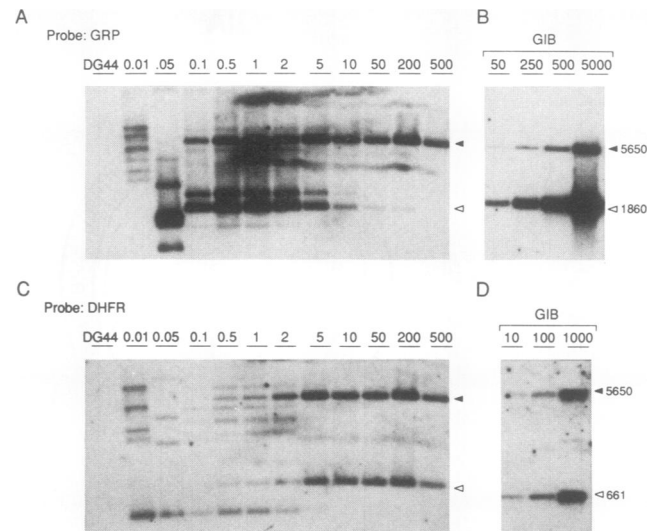 A
Probe: GRP
DG44 0.01 .05 0.1 0.5 1 2 5 10 50 200 500
B
GIB
50 250 500 5000
5650
1860
C
Probe: DHFR
DG44 0.01 0.05 0.1 0.5 1 2 5 10 50 200 500
D
GIB
10 100 1000
5650
661